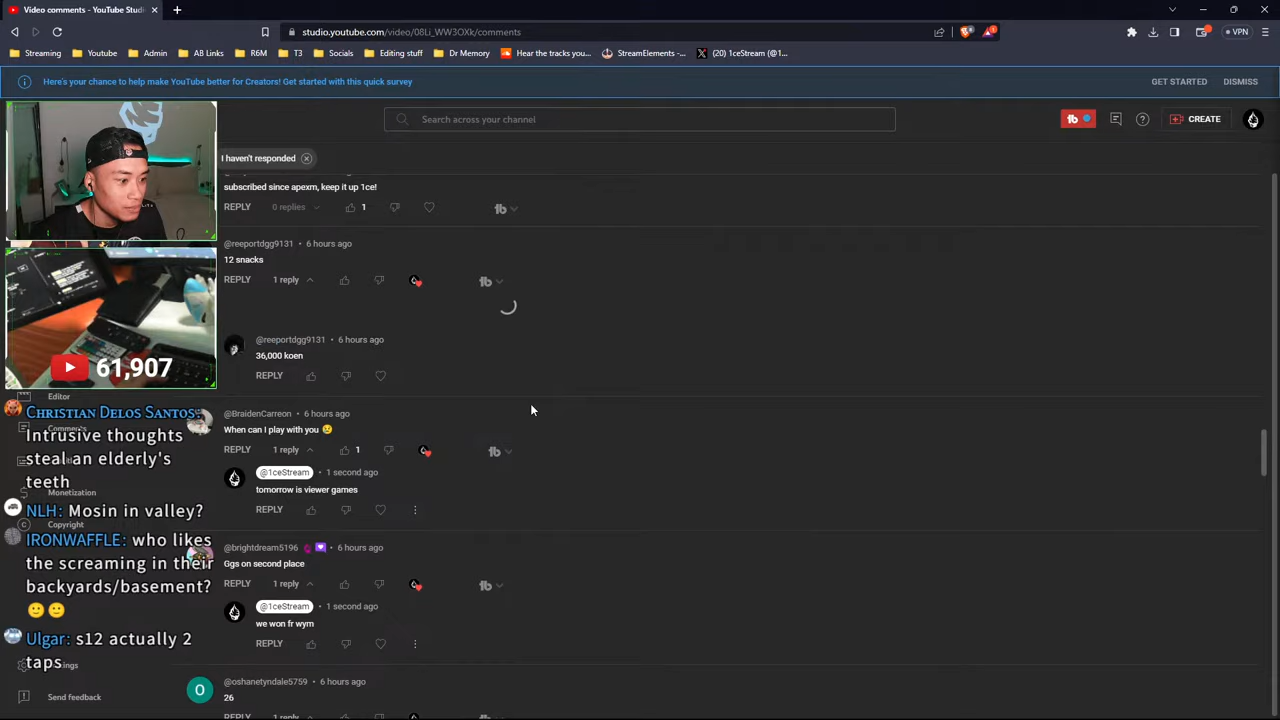 Video comments - YouTube Stud
studio.youtube.com/video/08Li_WW3OXk/comments
VPN
Streaming
Youtube
Admin
AB Links
R6M
T3
Socials
Editing stuff
Dr Memory
Hear the tracks you...
StreamElements -...
(20) 1ceStream (@1...
Here's your chance to help make YouTube better for Creators! Get started with this quick survey
GET STARTED
DISMISS
Search across your channel
CREATE
I haven't responded
subscribed since apexm, keep it up 1ce!
REPLY 0 replies 1
@reeportdgg9131 • 6 hours ago
12 snacks
REPLY 1 reply
@reeportdgg9131 • 6 hours ago
36,000 koen
REPLY
61,907
Editor
@BraidenCarreon • 6 hours ago
When can I play with you 😢
REPLY 1 reply 1
@1ceStream • 1 second ago
tomorrow is viewer games
REPLY
@brightdream5196 • 6 hours ago
Ggs on second place
REPLY 1 reply
@1ceStream • 1 second ago
we won fr wym
REPLY
@oshanetyndale5759 • 6 hours ago
O
26
REPLY 1 reply
Christian Delos Santos:
Intrusive thoughts
steal an elderly's
teeth
Comments
Monetization
NLH: Mosin in valley?
Copyright
IRONWAFFLE: who likes
the screaming in their
backyards/basement?
🙂🙂
Ulgar: s12 actually 2
taps
Send feedback